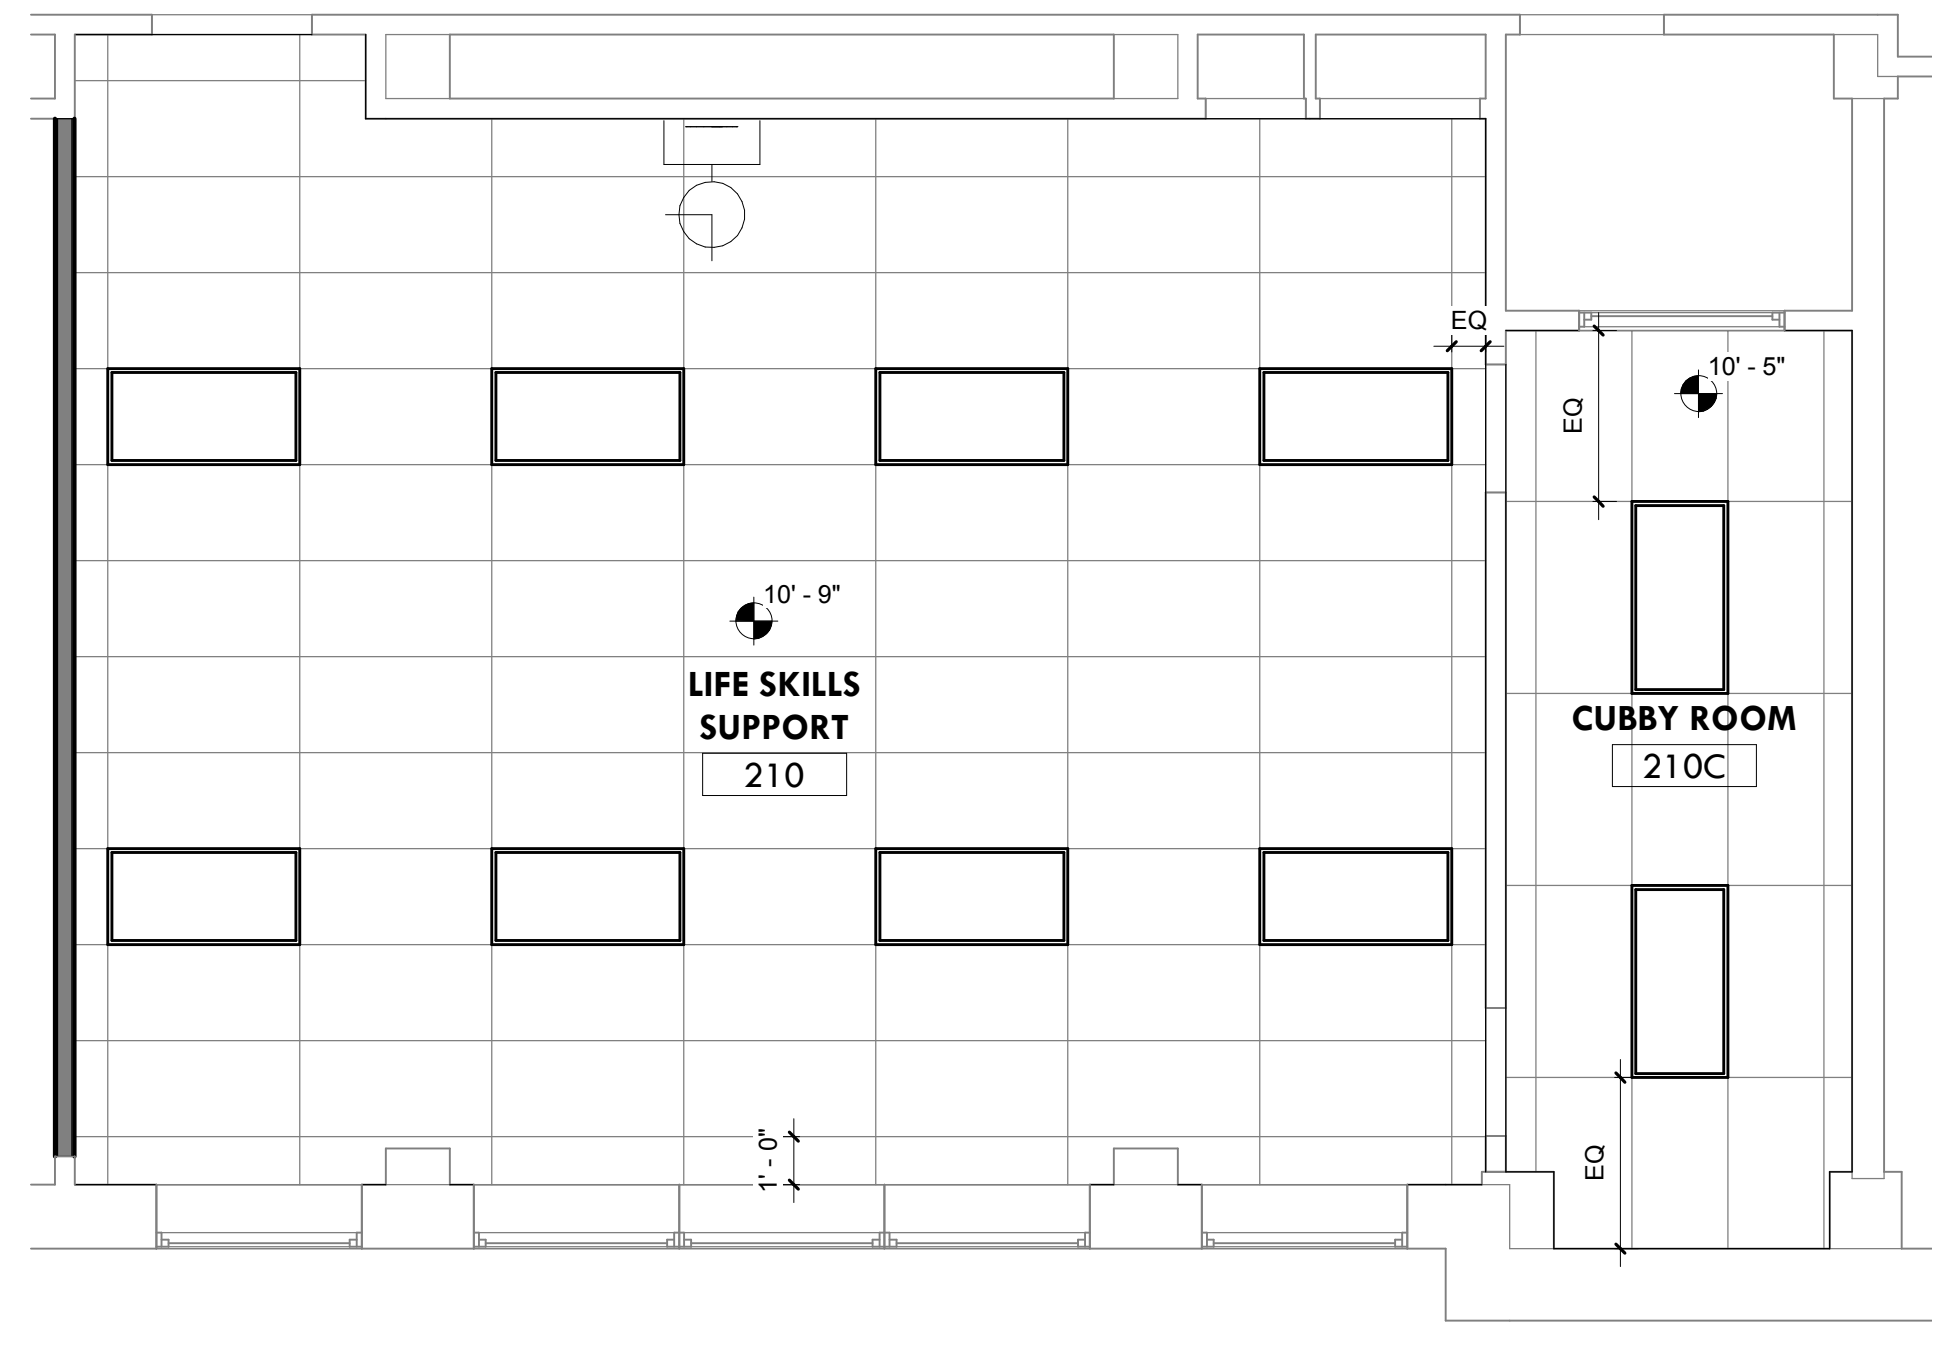 EQ
10' - 5"
EQ
10' - 9"
LIFE SKILLS
SUPPORT
210
CUBBY ROOM
210C
1' - 0"
EQ